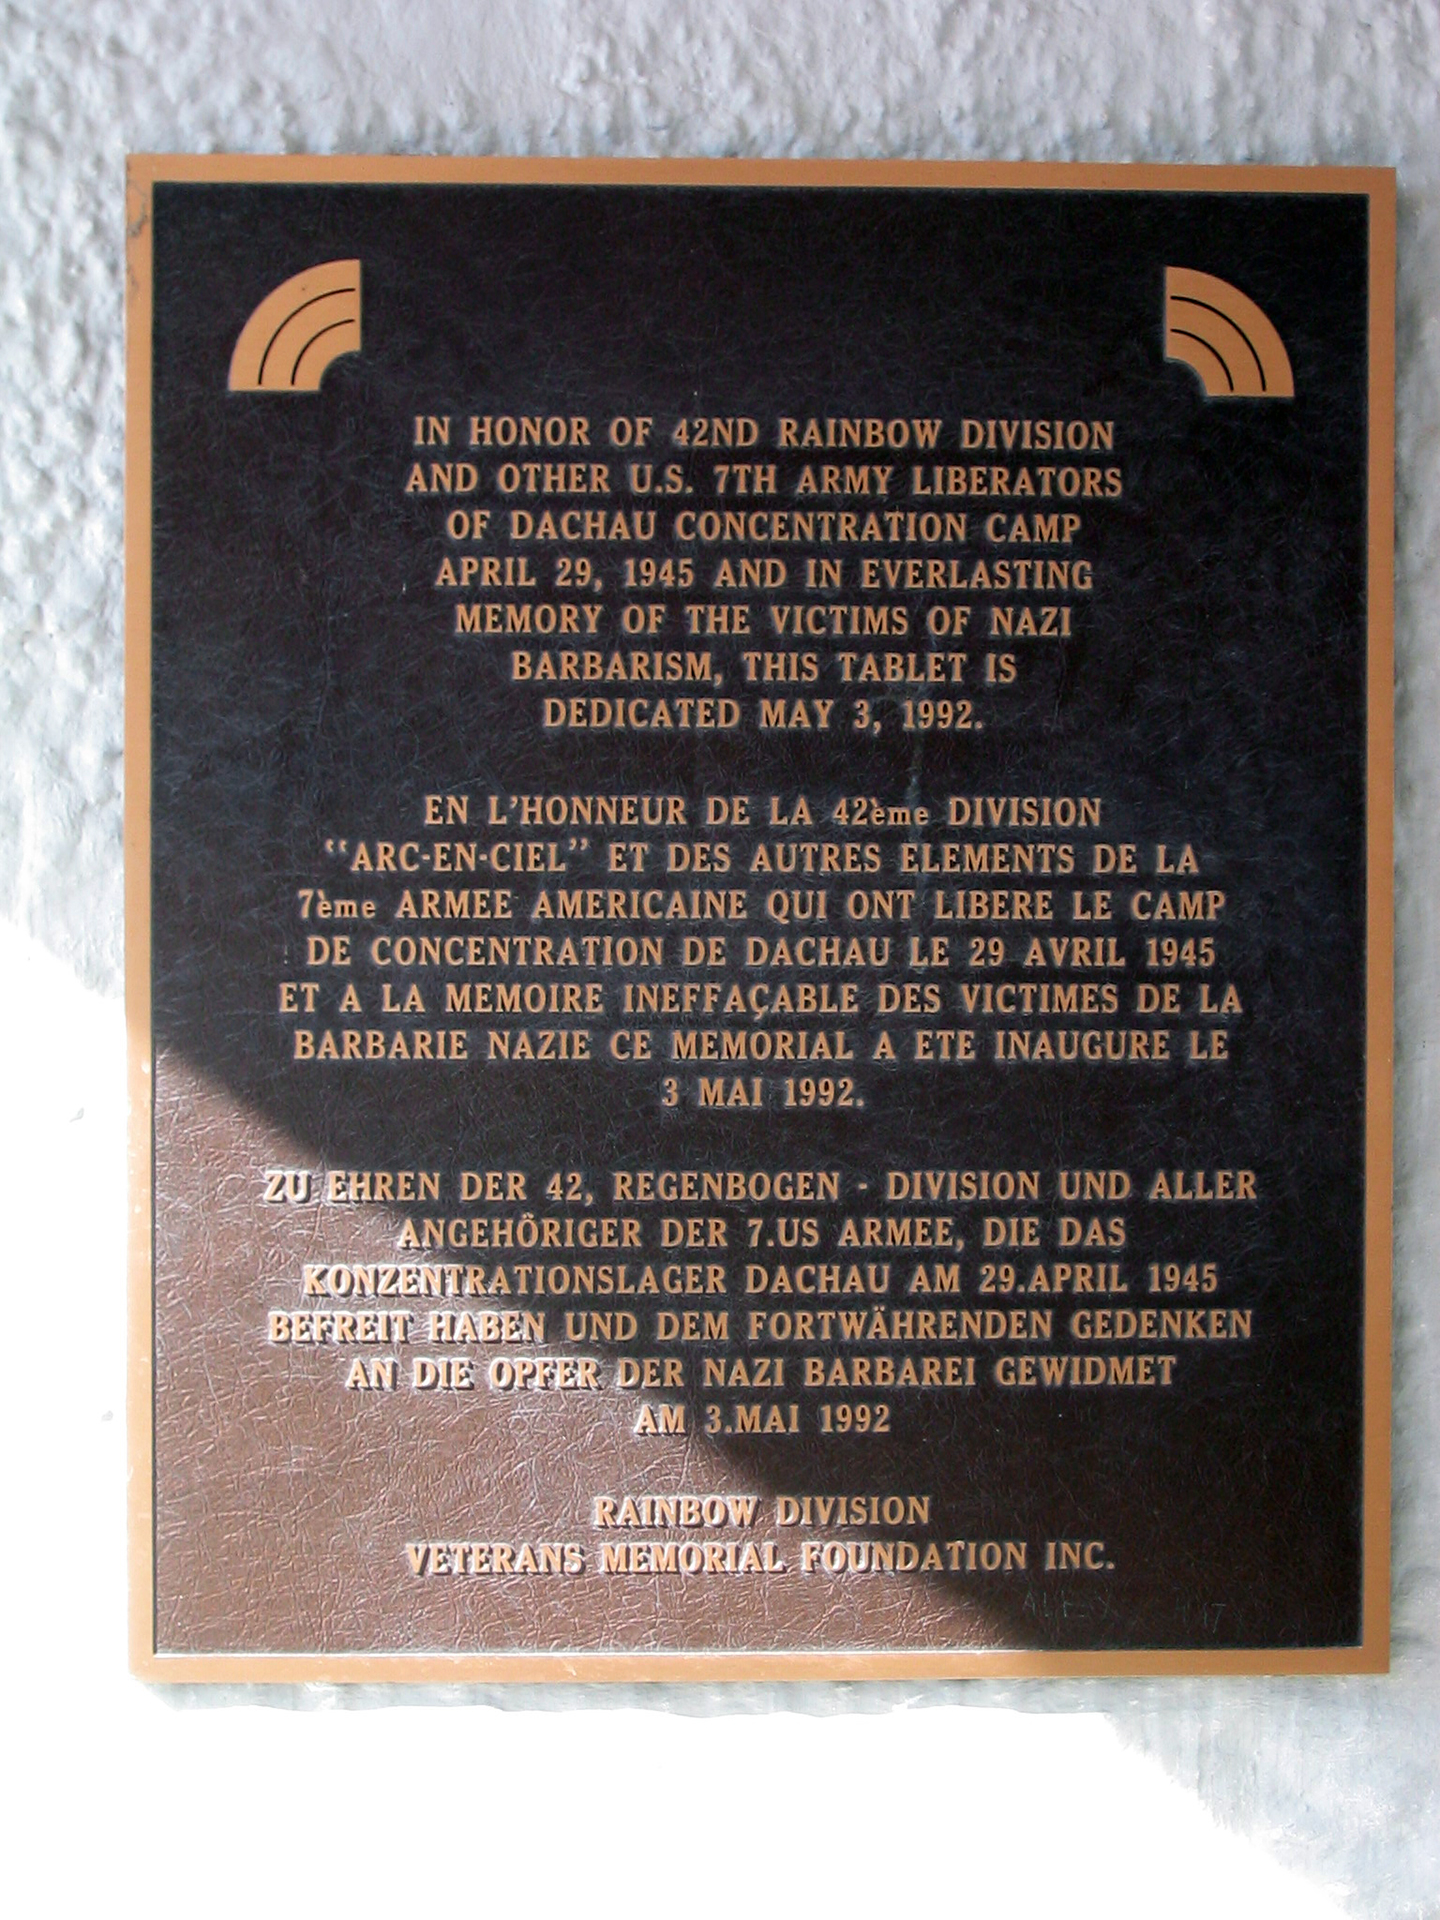 IN HONOR OF 42ND RAINBOW DIVISION
AND OTHER U.S. 7TH ARMY LIBERATORS
OF DACHAU CONCENTRATION CAMP
APRIL 29, 1945 AND IN EVERLASTING
MEMORY OF THE VICTIMS OF NAZI
BARBARISM, THIS TABLET IS
DEDICATED MAY 3, 1992.
EN L'HONNEUR DE LA 42ème DIVISION
"ARC-EN-CIEL" ET DES AUTRES ELEMENTS DE LA
7ème ARMEE AMERICAINE QUI ONT LIBERE LE CAMP
DE CONCENTRATION DE DACHAU LE 29 AVRIL 1945
ET A LA MEMOIRE INEFFAÇABLE DES VICTIMES DE LA
BARBARIE NAZIE CE MEMORIAL A ETE INAUGURE LE
3 MAI 1992.
ZU EHREN DER 42, REGENBOGEN - DIVISION UND ALLER
ANGEHÖRIGER DER 7.US ARMEE, DIE DAS
KONZENTRATIONSLAGER DACHAU AM 29.APRIL 1945
BEFREIT HABEN UND DEM FORTWÄHRENDEN GEDENKEN
AN DIE OPFER DER NAZI BARBAREI GEWIDMET
AM 3.MAI 1992
RAINBOW DIVISION
VETERANS MEMORIAL FOUNDATION INC.